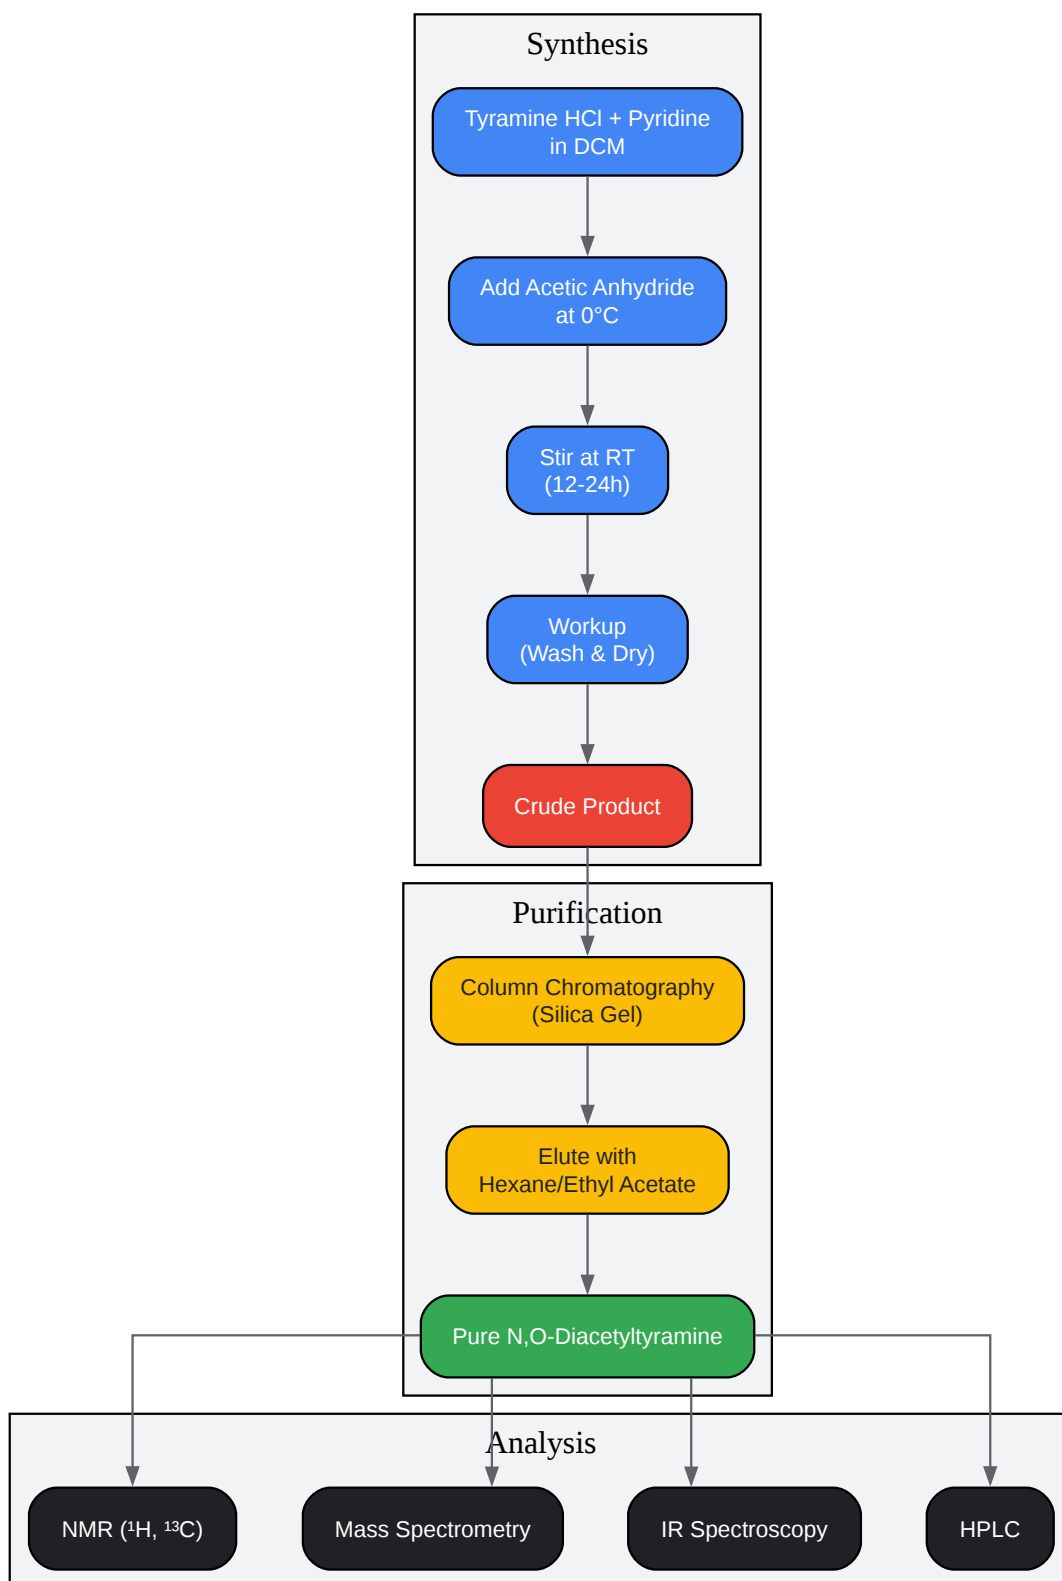 Synthesis
Tyramine HCl + Pyridine
in DCM
Add Acetic Anhydride
at 0°C
Stir at RT
(12-24h)
Workup
(Wash & Dry)
Crude Product
Purification
Column Chromatography
(Silica Gel)
Elute with
Hexane/Ethyl Acetate
Pure N,O-Diacetyltyramine
Analysis
NMR (¹H, ¹³C)
Mass Spectrometry
IR Spectroscopy
HPLC